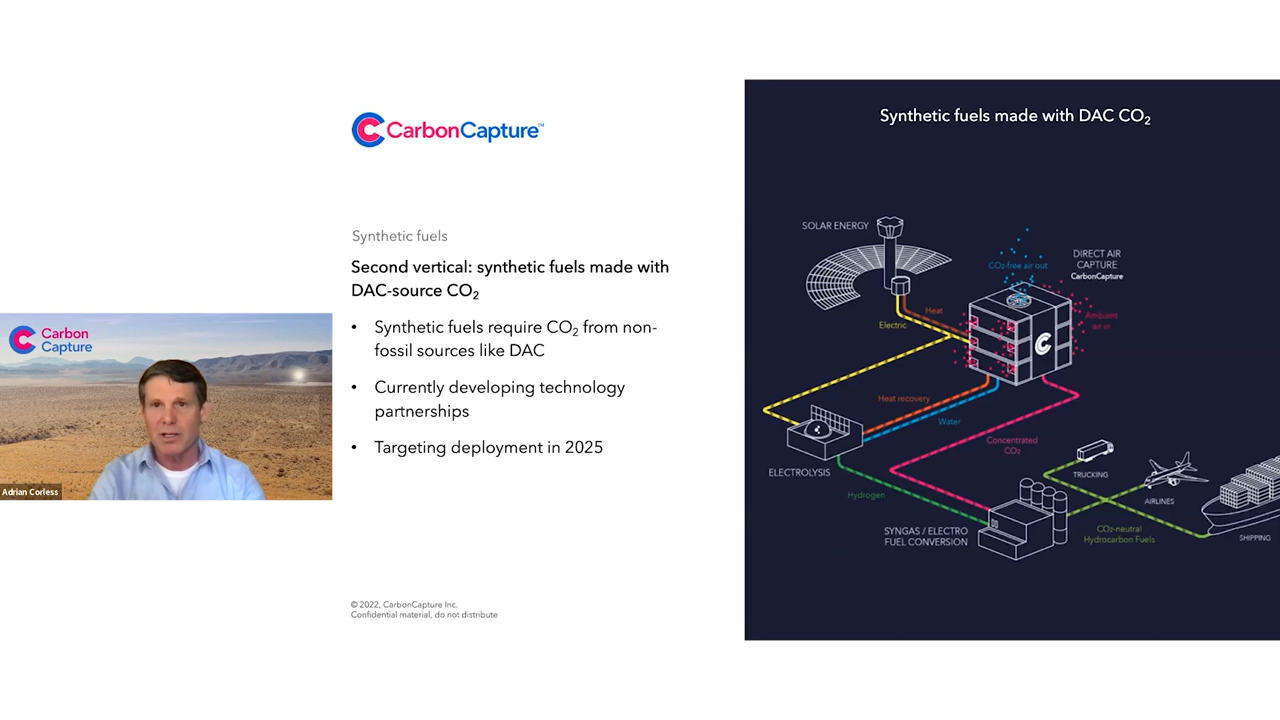 CarbonCapture™
Synthetic fuels
Second vertical: synthetic fuels made with
DAC-source CO₂
• Synthetic fuels require CO₂ from non-
fossil sources like DAC
• Currently developing technology
partnerships
• Targeting deployment in 2025
© 2022, CarbonCapture Inc.
Confidential material, do not distribute
Carbon
Capture
Adrian Corless
Synthetic fuels made with DAC CO₂
SOLAR ENERGY
CO₂-free air out
DIRECT AIR
CAPTURE
CarbonCapture
Heat
Electric
Ambient
air in
Heat recovery
Water
Concentrated
CO₂
ELECTROLYSIS
Hydrogen
TRUCKING
AIRLINES
SYNGAS / ELECTRO
FUEL CONVERSION
CO₂-neutral
Hydrocarbon Fuels
SHIPPING